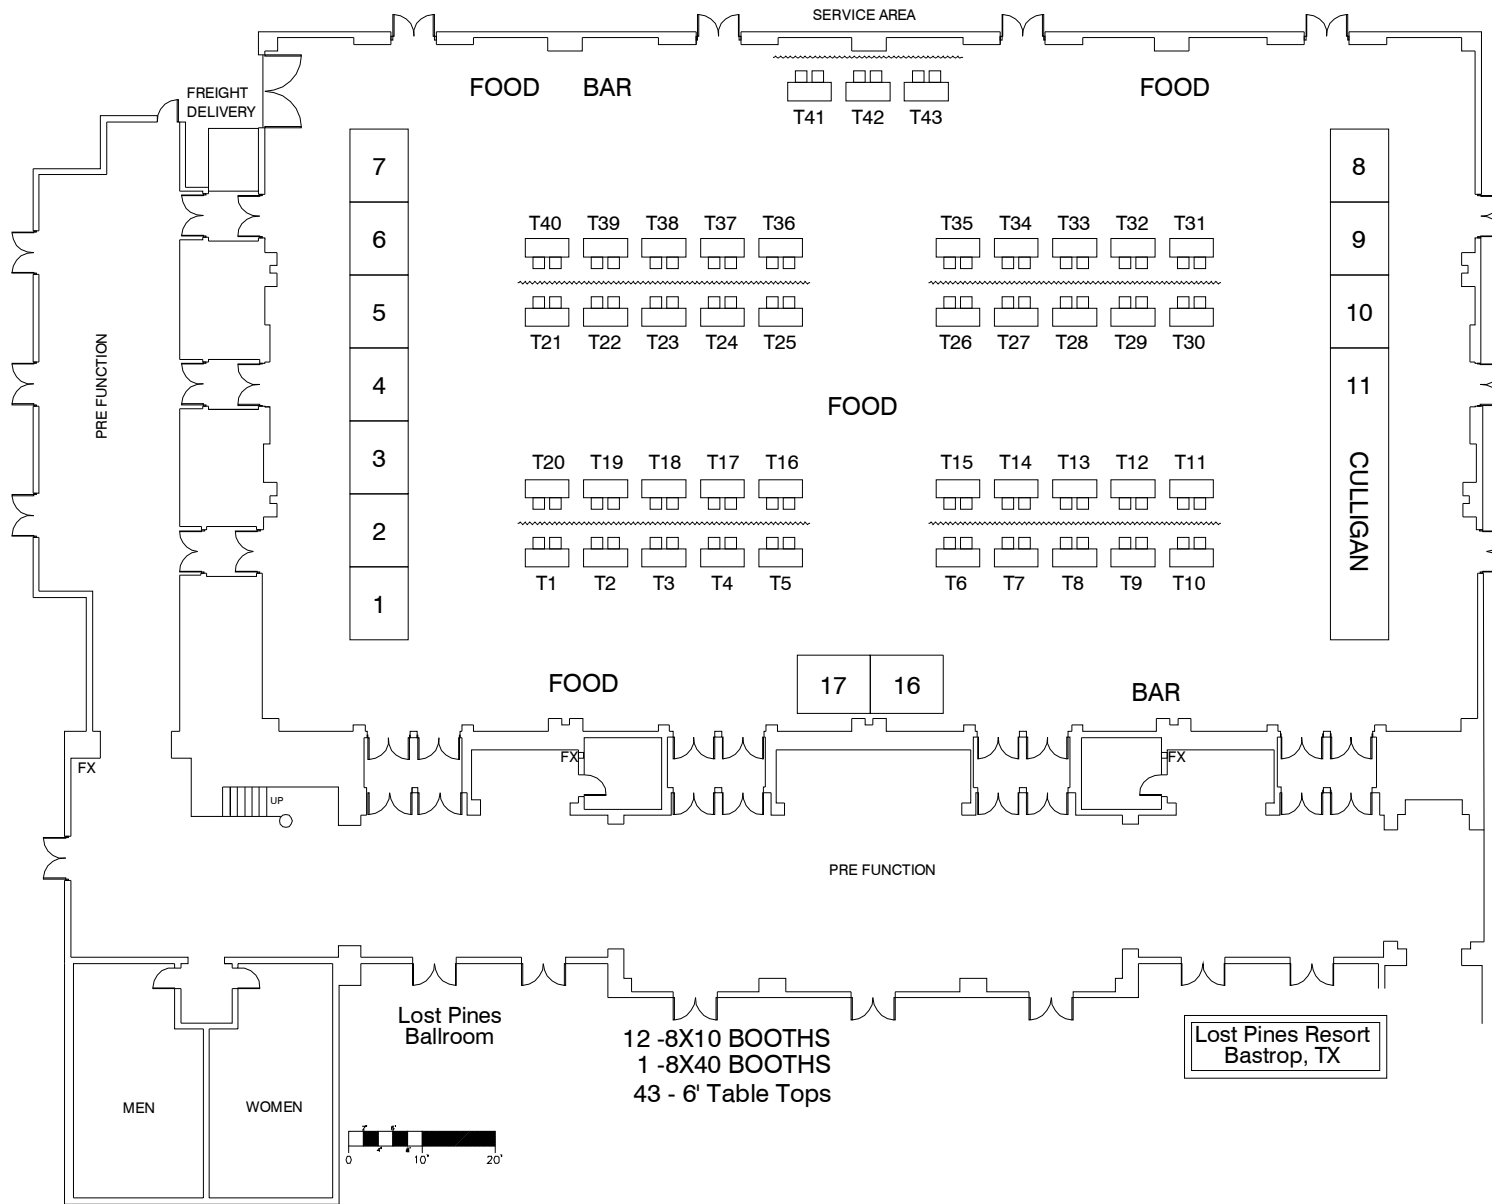 SERVICE AREA
FREIGHT
DELIVERY
FOOD BAR FOOD
T41 T42 T43
7 8
T40 T39 T38 T37 T36 T35 T34 T33 T32 T31
6 9
5 10
T21 T22 T23 T24 T25 T26 T27 T28 T29 T30
PRE FUNCTION
4 11
FOOD
3
T20 T19 T18 T17 T16 T15 T14 T13 T12 T11
CULLIGAN
2
T1 T2 T3 T4 T5 T6 T7 T8 T9 T10
1
FOOD 17 16 BAR
FX FX FX
UP
PRE FUNCTION
Lost Pines
Ballroom
12 -8X10 BOOTHS
1 -8X40 BOOTHS
43 - 6' Table Tops
Lost Pines Resort
Bastrop, TX
MEN WOMEN
2' 6'
4' 8'
0 10' 20'